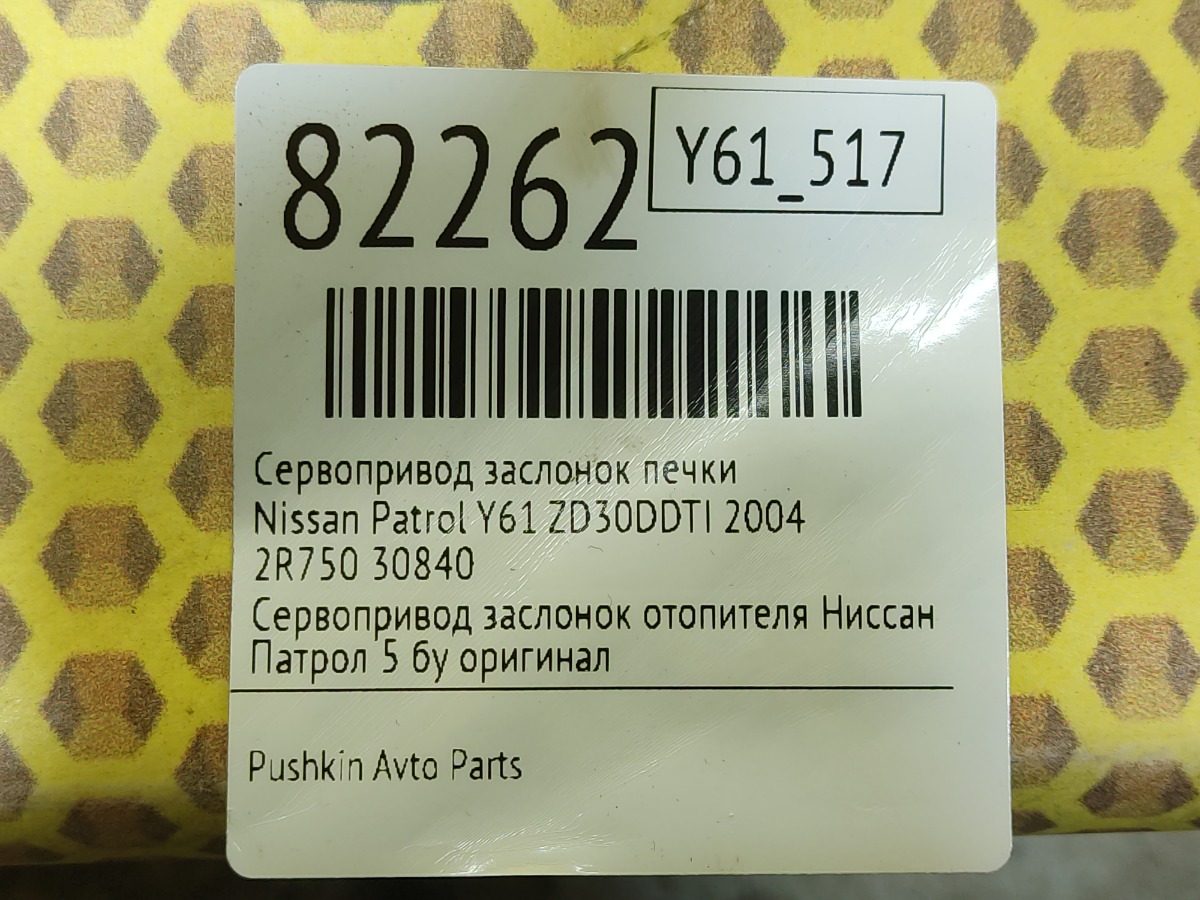 82262
Y61_517
Сервопривод заслонок печки
Nissan Patrol Y61 ZD30DDTI 2004
2R750 30840
Сервопривод заслонок отопителя Ниссан
Патрол 5 бу оригинал
Pushkin Avto Parts